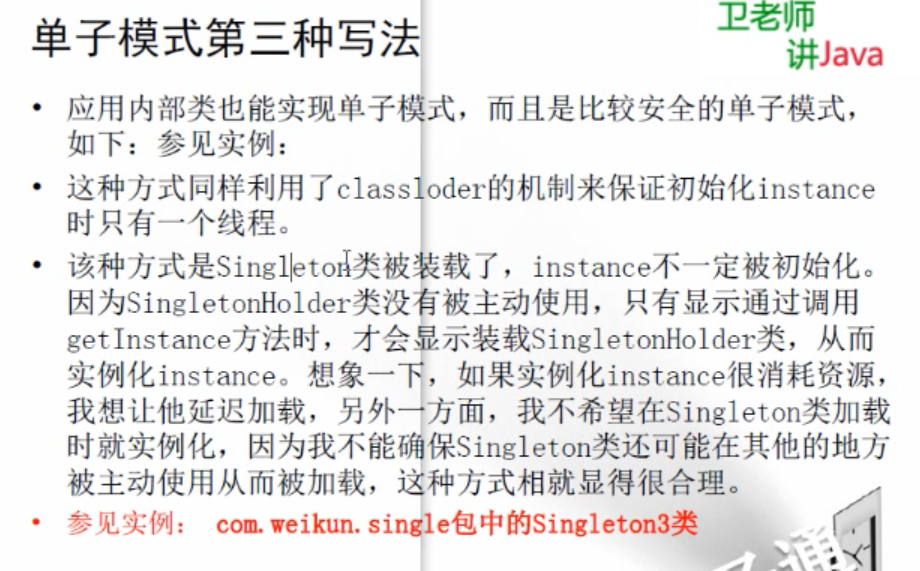 单子模式第三种写法
卫老师
讲Java
• 应用内部类也能实现单子模式，而且是比较安全的单子模式，
如下：参见实例：
• 这种方式同样利用了classloder的机制来保证初始化instance
时只有一个线程。
• 该种方式是Singleton类被装载了，instance不一定被初始化。
因为SingletonHolder类没有被主动使用，只有显示通过调用
getInstance方法时，才会显示装载SingletonHolder类，从而
实例化instance。想象一下，如果实例化instance很消耗资源，
我想让他延迟加载，另外一方面，我不希望在Singleton类加载
时就实例化，因为我不能确保Singleton类还可能在其他的地方
被主动使用从而被加载，这种方式相就显得很合理。
• 参见实例： com.weikun.single包中的Singleton3类
通